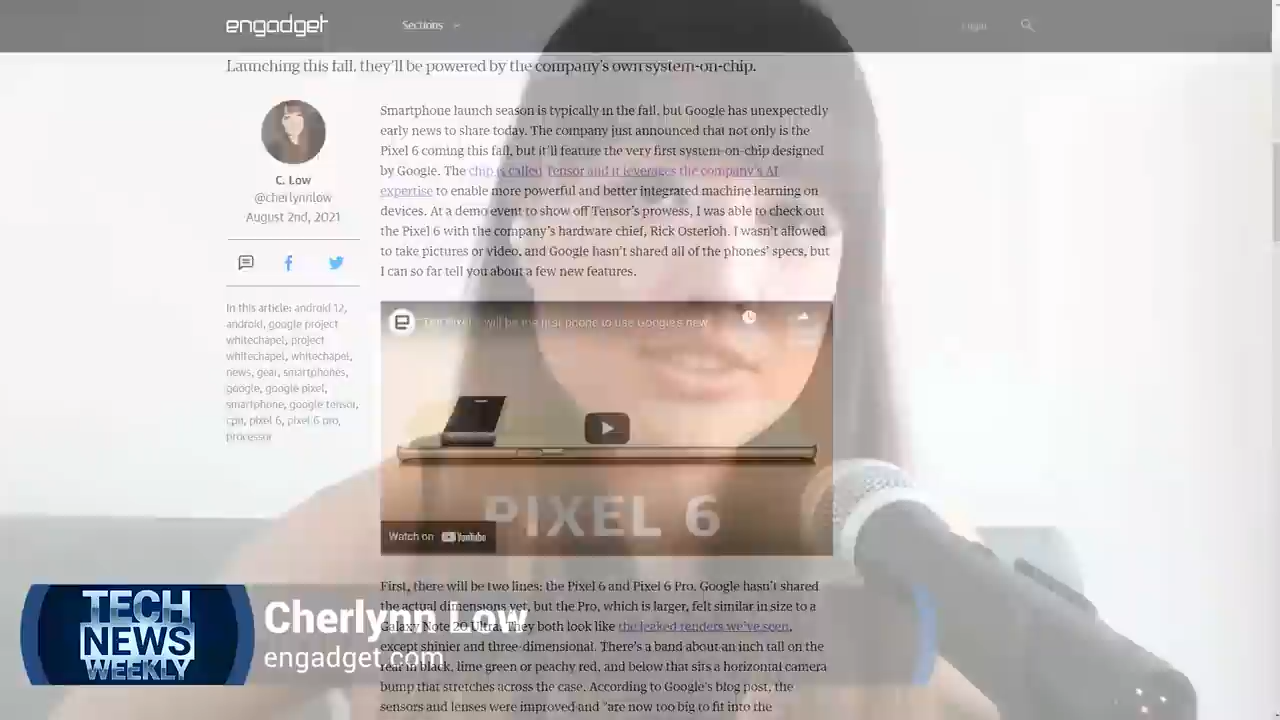 engadget
Sections
Login
Launching this fall, they'll be powered by the company's own system-on-chip.
Smartphone launch season is typically in the fall, but Google has unexpectedly
early news to share today. The company just announced that not only is the
Pixel 6 coming this fall, but it'll feature the very first system-on-chip designed
by Google. The chip is called Tensor and it leverages the company's AI
expertise to enable more powerful and better integrated machine learning on
devices. At a demo event to show off Tensor's prowess, I was able to check out
the Pixel 6 with the company's hardware chief, Rick Osterloh. I wasn't allowed
to take pictures or video, and Google hasn't shared all of the phones' specs, but
I can so far tell you about a few new features.
C. Low
@cherlynnlow
August 2nd, 2021
In this article: android 12,
android, google project
whitechapel, project
whitechapel, whitechapel,
news, gear, smartphones,
google, google pixel,
smartphone, google tensor,
cpu, pixel 6, pixel 6 pro,
processor
The Pixel 6 will be the first phone to use Google's new
PIXEL 6
Watch on YouTube
First, there will be two lines: the Pixel 6 and Pixel 6 Pro. Google hasn't shared
the actual dimensions yet, but the Pro, which is larger, felt similar in size to a
Galaxy Note 20 Ultra. They both look like the leaked renders we've seen,
except shinier and three-dimensional. There's a band about an inch tall on the
rear in black, lime green or peachy red, and below that sits a horizontal camera
bump that stretches across the case. According to Google's blog post, the
sensors and lenses were improved and "are now too big to fit into the
TECH
NEWS
WEEKLY
Cherlynn Low
engadget.com